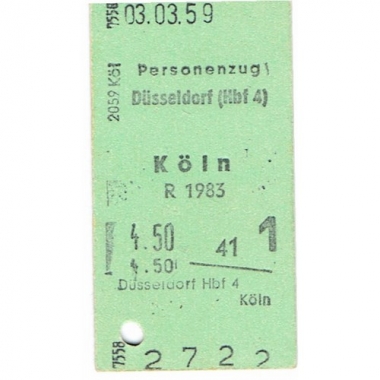 7558
03.03.59
2059 Köl
Personenzug
Düsseldorf (Hbf 4)
Köln
R 1983
4.50 41 1
4.50
Düsseldorf Hbf 4
Köln
7558
2722